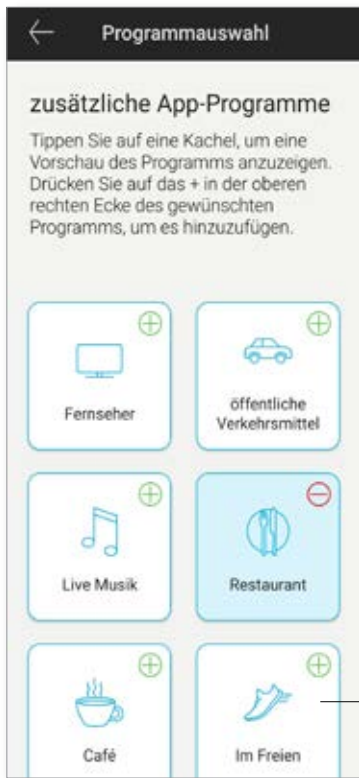 Programmauswahl
zusätzliche App-Programme
Tippen Sie auf eine Kachel, um eine
Vorschau des Programms anzuzeigen.
Drücken Sie auf das + in der oberen
rechten Ecke des gewünschten
Programms, um es hinzuzufügen.
Fernseher
öffentliche
Verkehrsmittel
Live Musik
Restaurant
Café
Im Freien